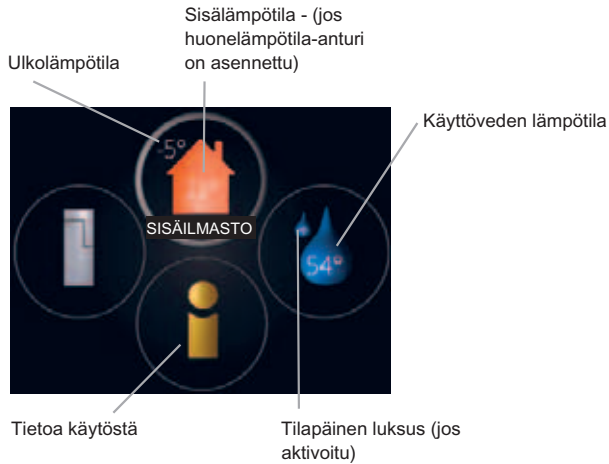 Sisälämpötila - (jos
huonelämpötila-anturi
on asennettu)
Ulkolämpötila
Käyttöveden lämpötila
-5°
SISÄILMASTO
54°
Tietoa käytöstä
Tilapäinen luksus (jos
aktivoitu)